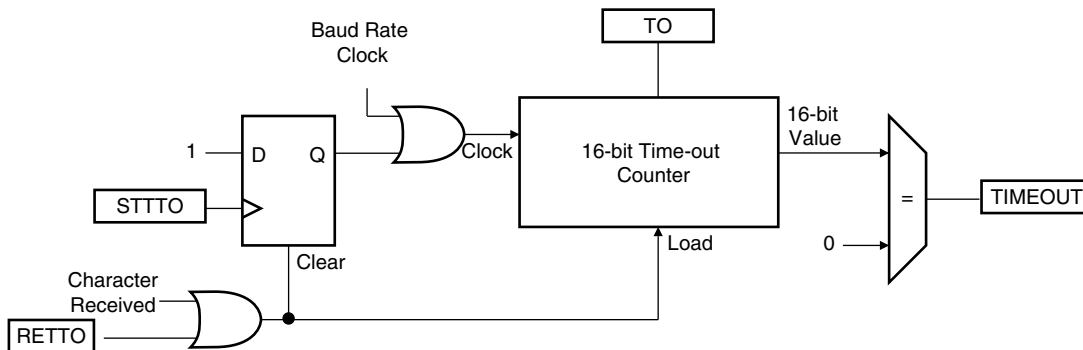 TO
Baud Rate
Clock
16-bit
Value
1
D
Q
Clock
16-bit Time-out
Counter
STTTO
=
TIMEOUT
0
Load
Clear
Character
Received
RETTO